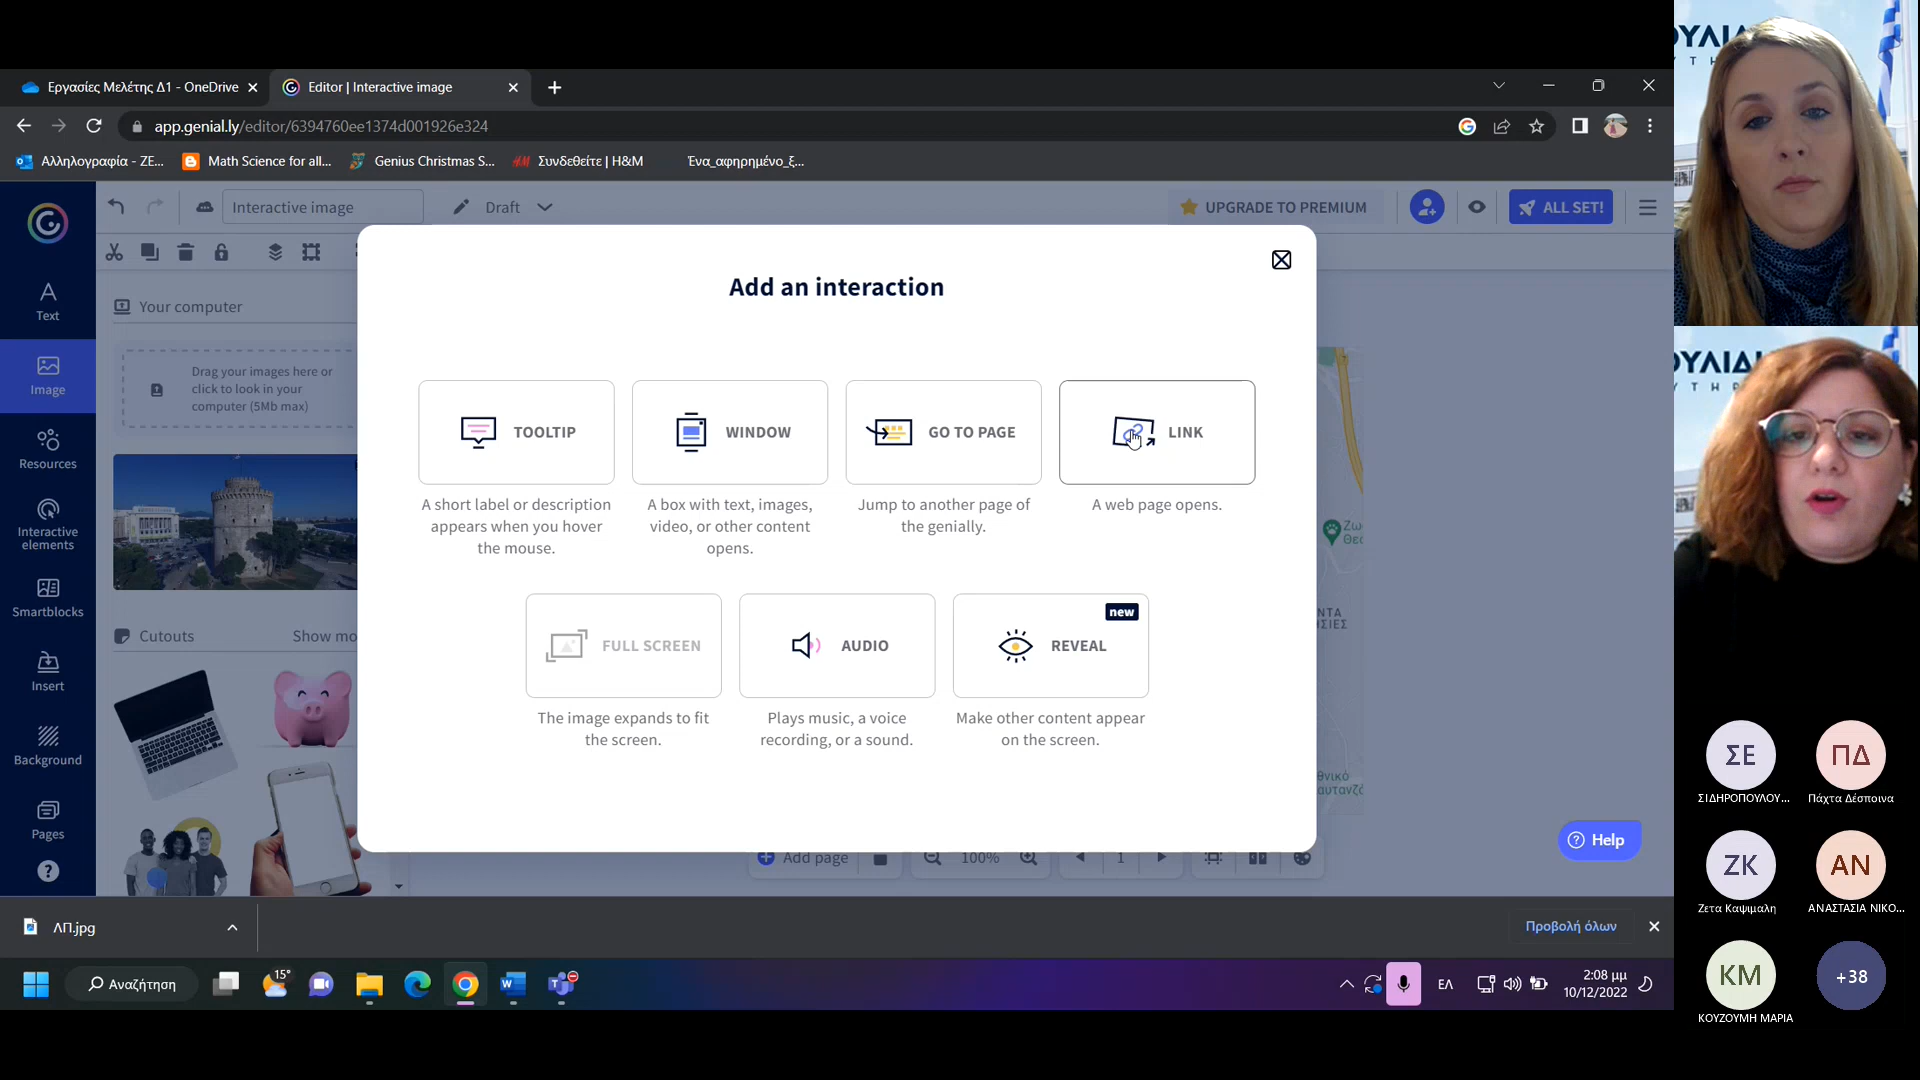 Εργασίες Μελέτης Δ1 - OneDrive
Editor | Interactive image
app.genial.ly/editor/6394760ee1374d001926e324
Αλληλογραφία - ZE...
Math Science for all...
Genius Christmas S...
Συνδεθείτε | H&M
Ένα_αφηρημένο_ξ...
Interactive image
Draft
UPGRADE TO PREMIUM
ALL SET!
Text
Image
Resources
Interactive
elements
Smartblocks
Insert
Background
Pages
Your computer
Drag your images here or
click to look in your
computer (5Mb max)
Cutouts
Show mo
Add an interaction
TOOLTIP
A short label or description
appears when you hover
the mouse.
WINDOW
A box with text, images,
video, or other content
opens.
GO TO PAGE
Jump to another page of
the genially.
LINK
A web page opens.
FULL SCREEN
The image expands to fit
the screen.
AUDIO
Plays music, a voice
recording, or a sound.
new
REVEAL
Make other content appear
on the screen.
Add page
100%
1
Help
ΛΠ.jpg
Προβολή όλων
Αναζήτηση
15°
ΕΛ
2:08 μμ
10/12/2022
ΣΕ
ΣΙΔΗΡΟΠΟΥΛΟΥ...
ΠΔ
Πάχτα Δέσποινα
ΖΚ
Ζετα Καψιμαλη
ΑΝ
ΑΝΑΣΤΑΣΙΑ ΝΙΚΟ...
ΚΜ
ΚΟΥΖΟΥΜΗ ΜΑΡΙΑ
+38